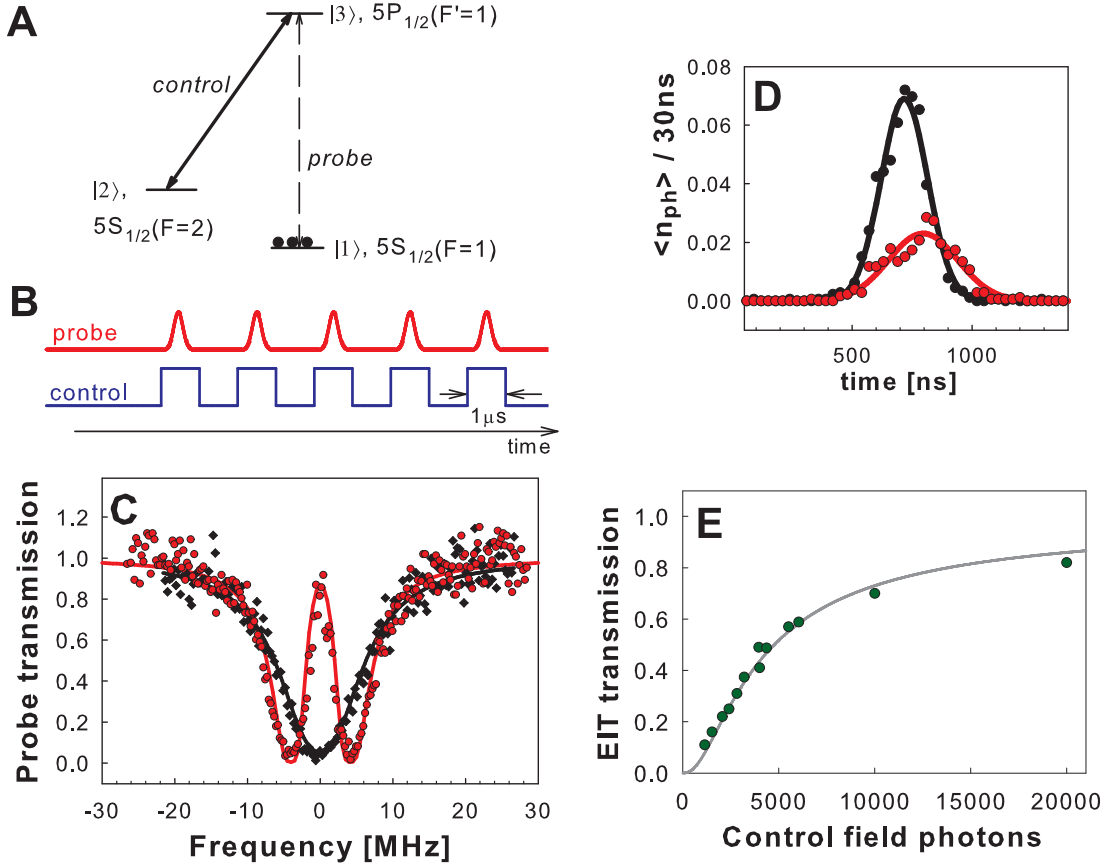 A
|3⟩, 5P1/2(F'=1)
control
probe
|2⟩,
5S1/2(F=2)
|1⟩, 5S1/2(F=1)
B
probe
control
1μs
time
C
Probe transmission
1.2
1.0
0.8
0.6
0.4
0.2
0.0
-30 -20 -10 0 10 20 30
Frequency [MHz]
D
<nph> / 30ns
0.08
0.06
0.04
0.02
0.00
500 1000
time [ns]
E
EIT transmission
1.0
0.8
0.6
0.4
0.2
0.0
0 5000 10000 15000 20000
Control field photons